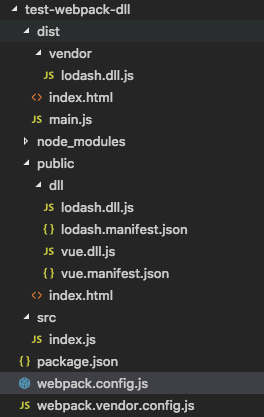 test-webpack-dll
dist
vendor
JS lodash.dll.js
<> index.html
JS main.js
node_modules
public
dll
JS lodash.dll.js
{} lodash.manifest.json
JS vue.dll.js
{} vue.manifest.json
<> index.html
src
JS index.js
{} package.json
webpack.config.js
JS webpack.vendor.config.js